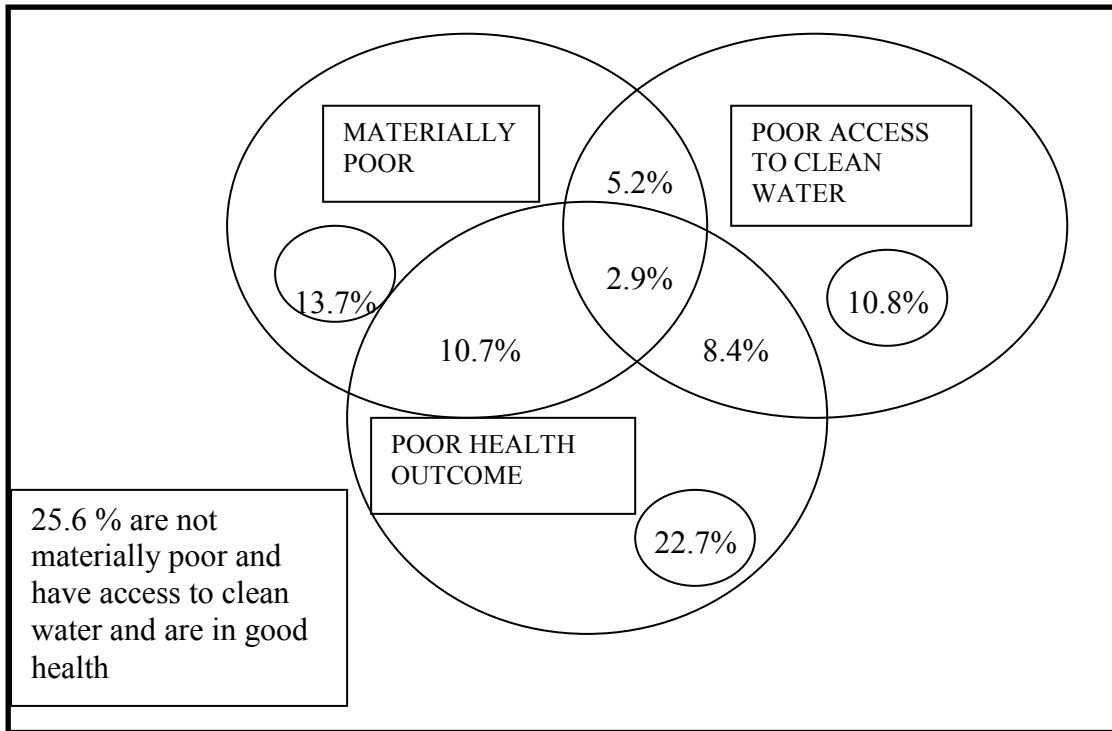 MATERIALLY
POOR
POOR ACCESS
TO CLEAN
WATER
5.2%
2.9%
13.7%
10.8%
10.7%
8.4%
POOR HEALTH
OUTCOME
22.7%
25.6 % are not
materially poor and
have access to clean
water and are in good
health